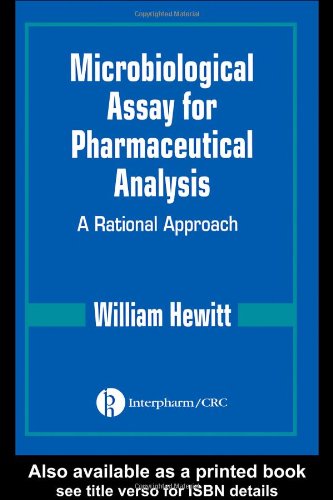 Microbiological
Assay for
Pharmaceutical
Analysis
A Rational Approach
William Hewitt
Interpharm/CRC
Also available as a printed book
see title verso for ISBN details